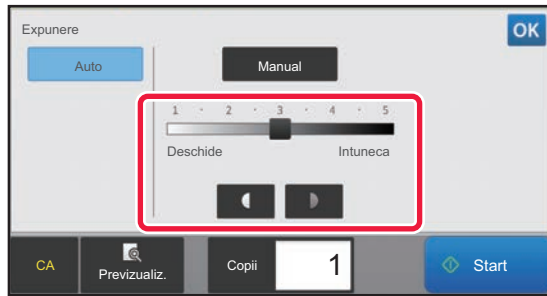 Expunere
OK
Auto
Manual
1 · 2 · 3 · 4 · 5
Deschide Intuneca
CA
Previzualiz.
Copii
1
Start